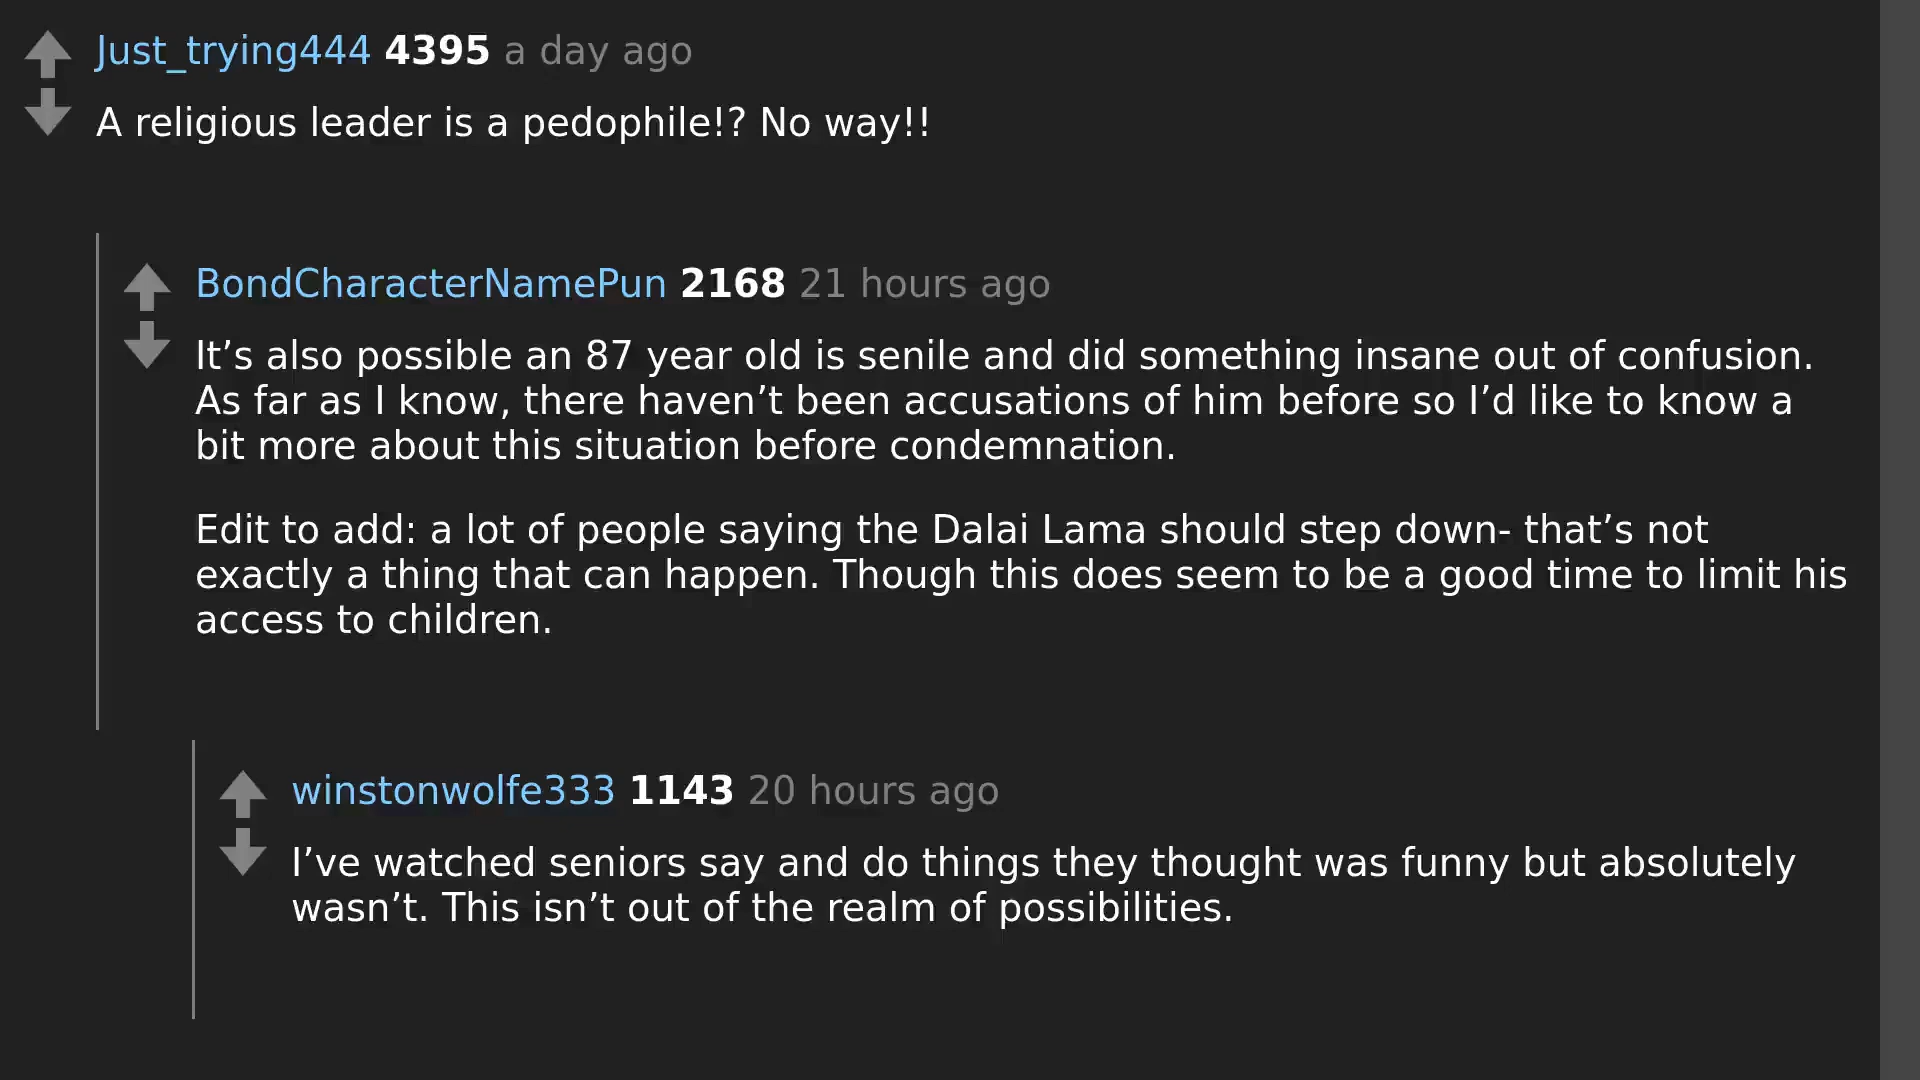 Just_trying444 4395 a day ago
A religious leader is a pedophile!? No way!!
BondCharacterNamePun 2168 21 hours ago
It’s also possible an 87 year old is senile and did something insane out of confusion.
As far as I know, there haven’t been accusations of him before so I’d like to know a
bit more about this situation before condemnation.
Edit to add: a lot of people saying the Dalai Lama should step down- that’s not
exactly a thing that can happen. Though this does seem to be a good time to limit his
access to children.
winstonwolfe333 1143 20 hours ago
I’ve watched seniors say and do things they thought was funny but absolutely
wasn’t. This isn’t out of the realm of possibilities.